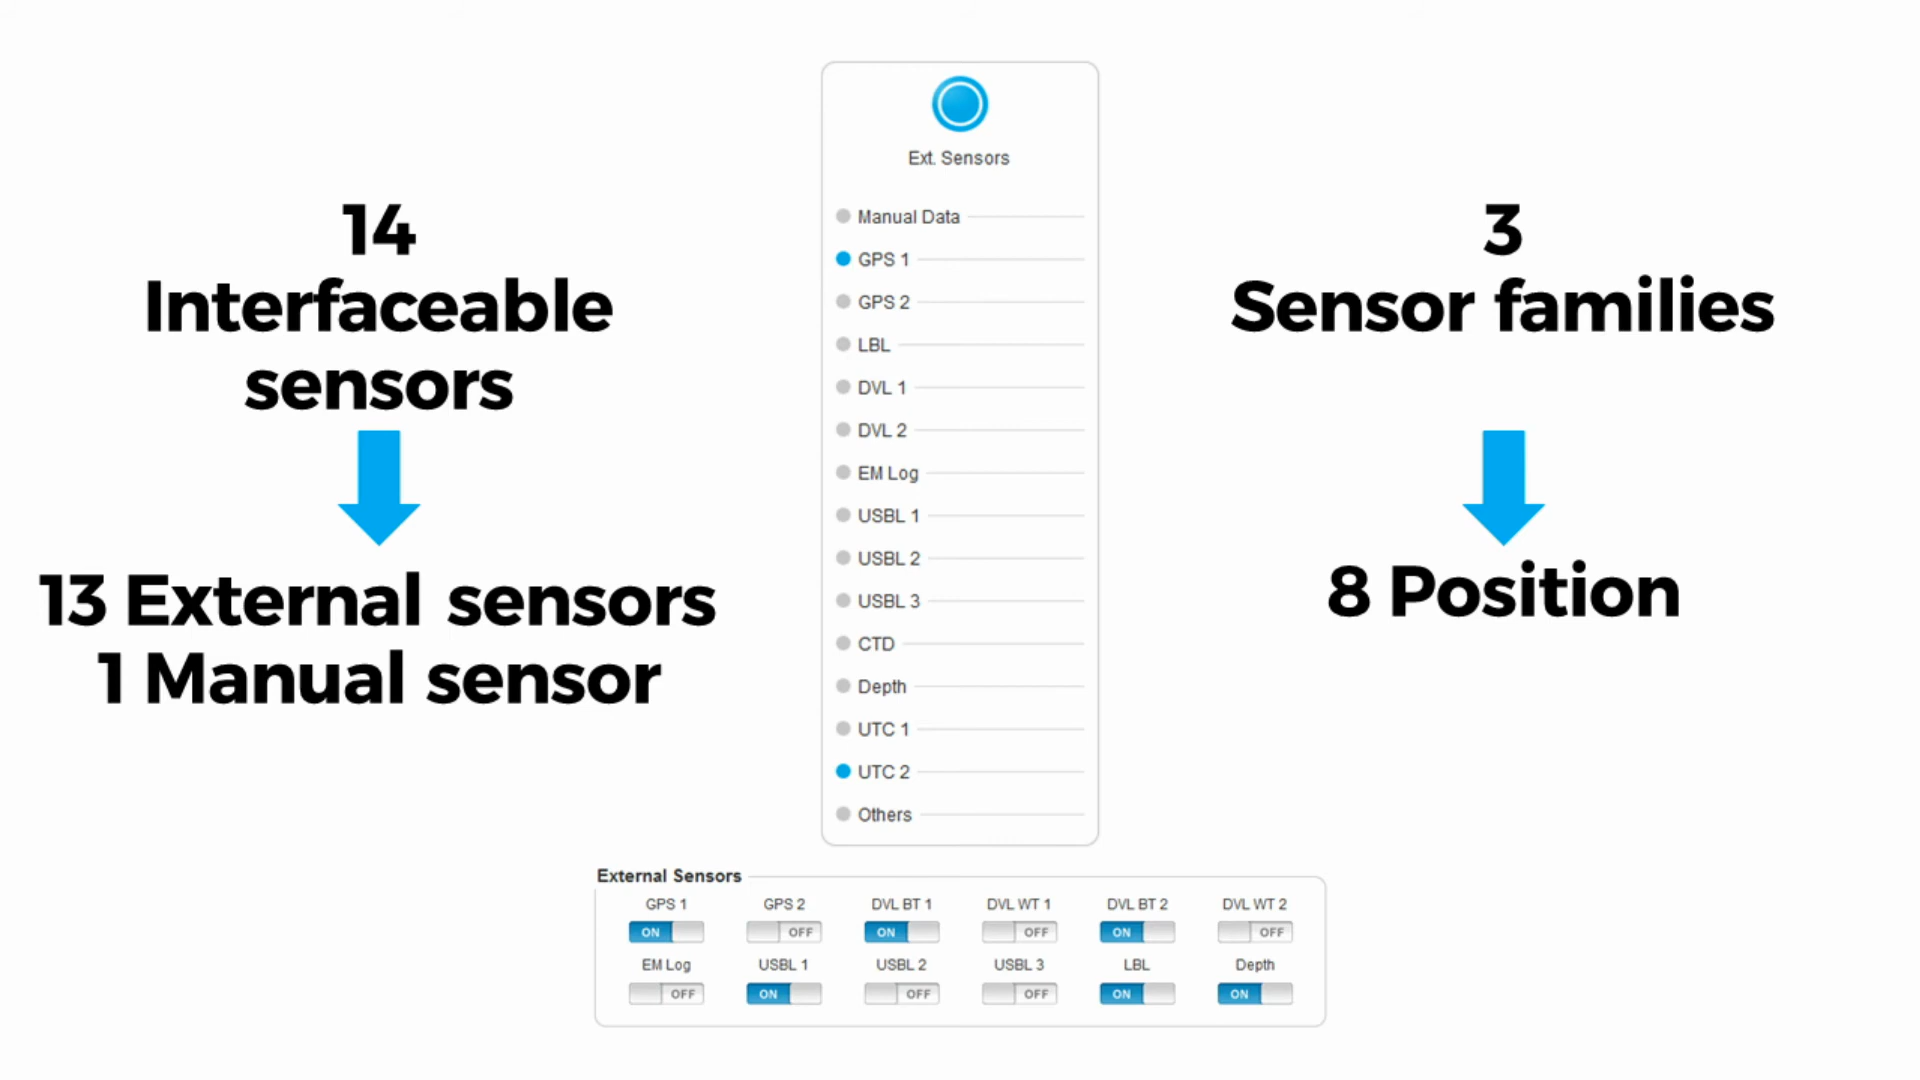 14
Interfaceable
sensors
13 External sensors
1 Manual sensor
Ext. Sensors
Manual Data
GPS 1
GPS 2
LBL
DVL 1
DVL 2
EM Log
USBL 1
USBL 2
USBL 3
CTD
Depth
UTC 1
UTC 2
Others
3
Sensor families
8 Position
External Sensors
GPS 1 GPS 2 DVL BT 1 DVL WT 1 DVL BT 2 DVL WT 2
ON OFF ON OFF ON OFF
EM Log USBL 1 USBL 2 USBL 3 LBL Depth
OFF ON OFF OFF ON ON